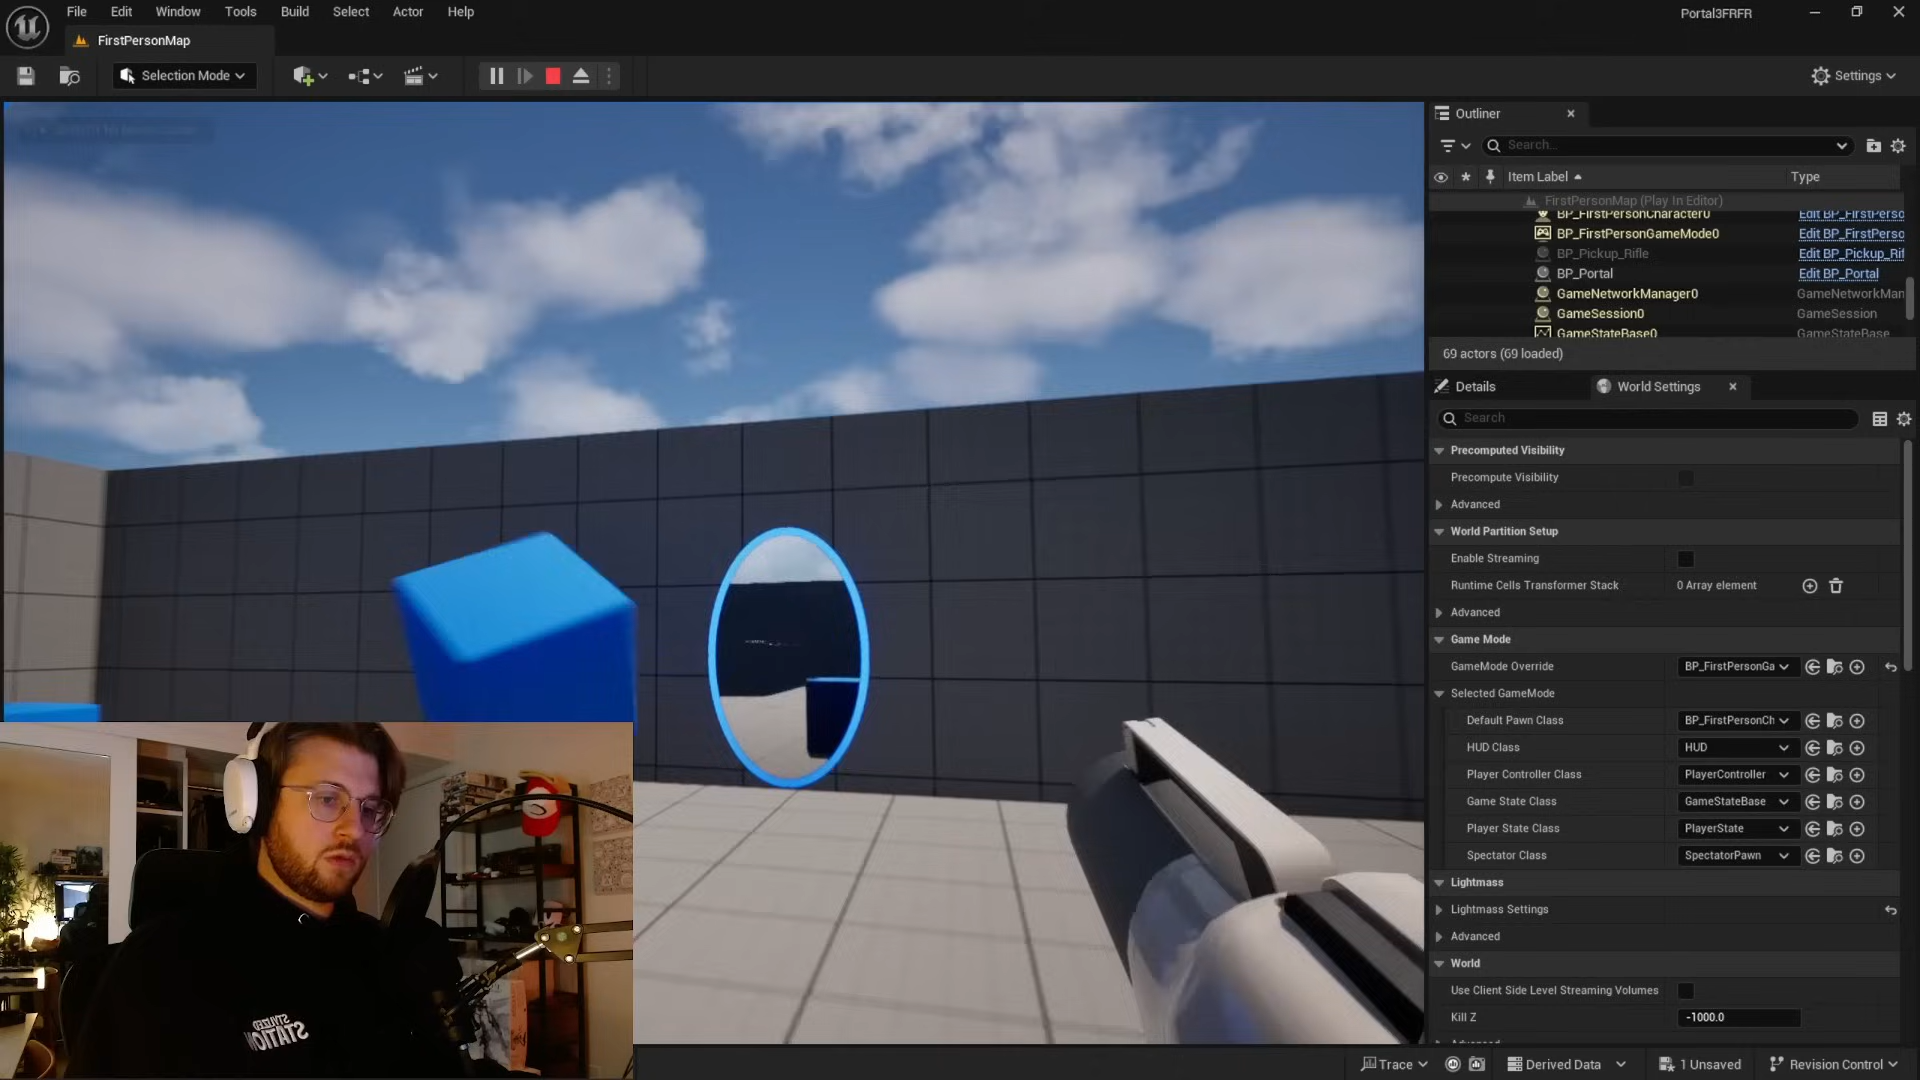 File Edit Window Tools Build Select Actor Help
Portal3FRFR
FirstPersonMap
Selection Mode
Settings
Outliner
Search...
Item Label
Type
FirstPersonMap (Play In Editor)
BP_FirstPersonCharacter0 Edit BP_FirstPerso
BP_FirstPersonGameMode0 Edit BP_FirstPerso
BP_Pickup_Rifle Edit BP_Pickup_Rif
BP_Portal Edit BP_Portal
GameNetworkManager0 GameNetworkMan
GameSession0 GameSession
GameStateBase0 GameStateBase
69 actors (69 loaded)
Details
World Settings
Search
Precomputed Visibility
Precompute Visibility
Advanced
World Partition Setup
Enable Streaming
Runtime Cells Transformer Stack 0 Array element
Advanced
Game Mode
GameMode Override BP_FirstPersonGa
Selected GameMode
Default Pawn Class BP_FirstPersonCh
HUD Class HUD
Player Controller Class PlayerController
Game State Class GameStateBase
Player State Class PlayerState
Spectator Class SpectatorPawn
Lightmass
Lightmass Settings
Advanced
World
Use Client Side Level Streaming Volumes
Kill Z -1000.0
STYLIZED
STATION
Trace
Derived Data
1 Unsaved
Revision Control